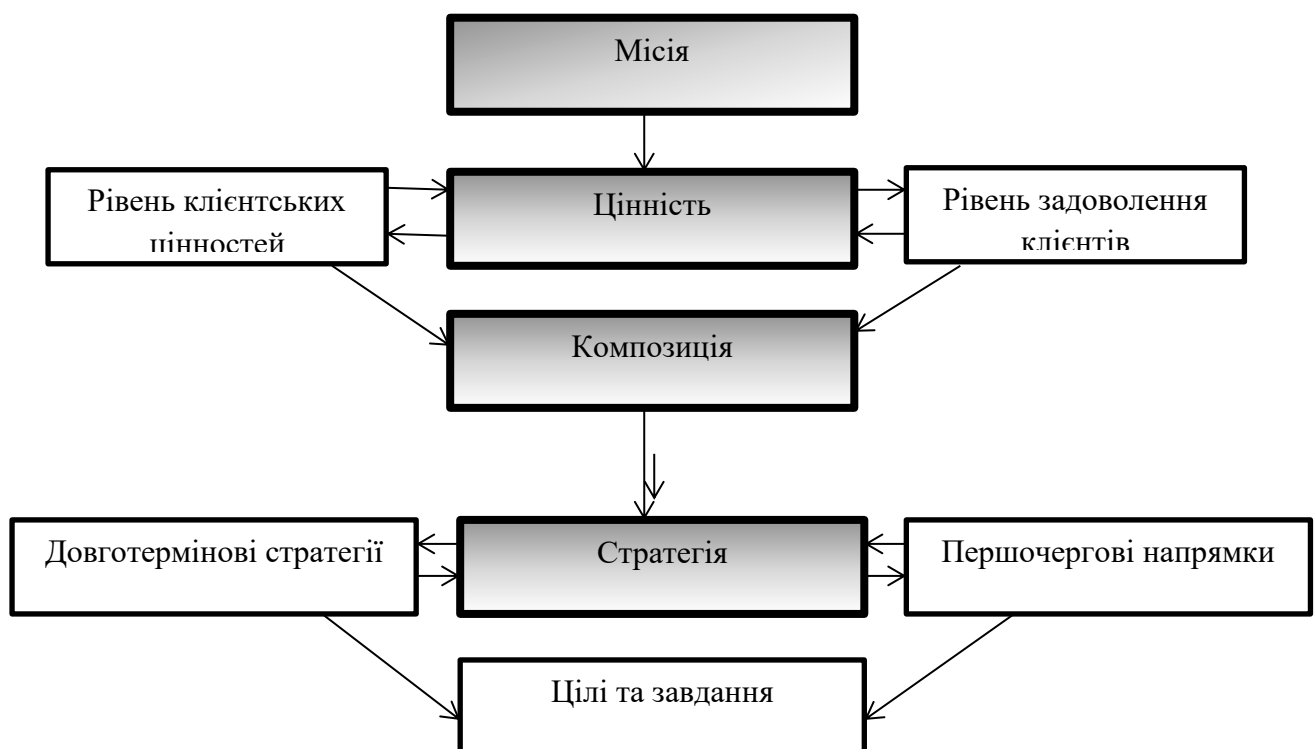 Місія
Рівень клієнтських
цінностей
Цінність
Рівень задоволення
клієнтів
Композиція
Довготермінові стратегії
Стратегія
Першочергові напрямки
Цілі та завдання